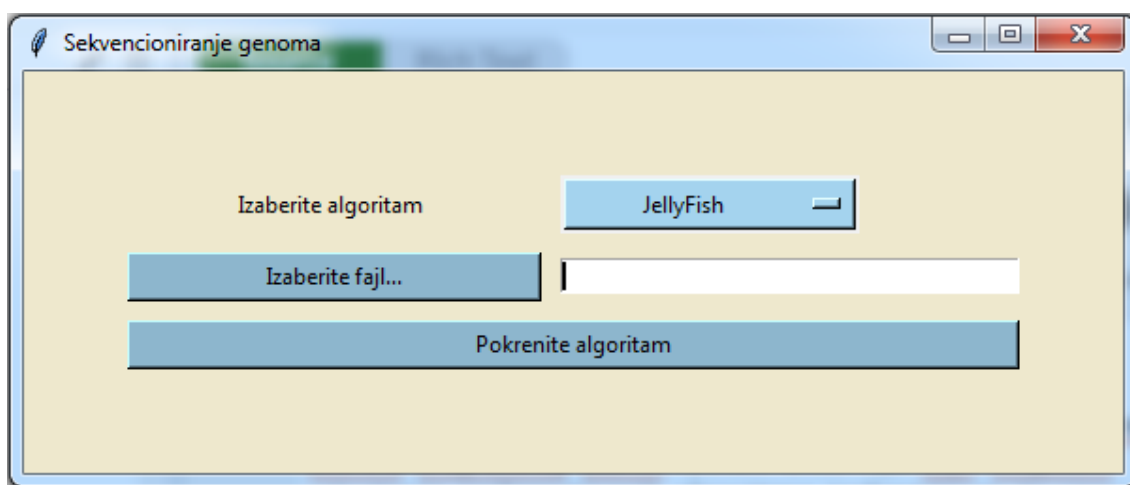 Sekvencioniranje genoma
Izaberite algoritam JellyFish
Izaberite fajl...
Pokrenite algoritam